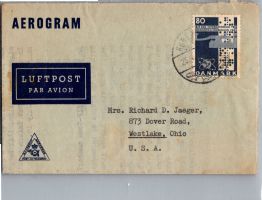 AEROGRAM
80
DANMARK
LUFTPOST
PAR AVION
Mrs. Richard D. Jaeger,
873 Dover Road,
Westlake, Ohio
U. S. A.